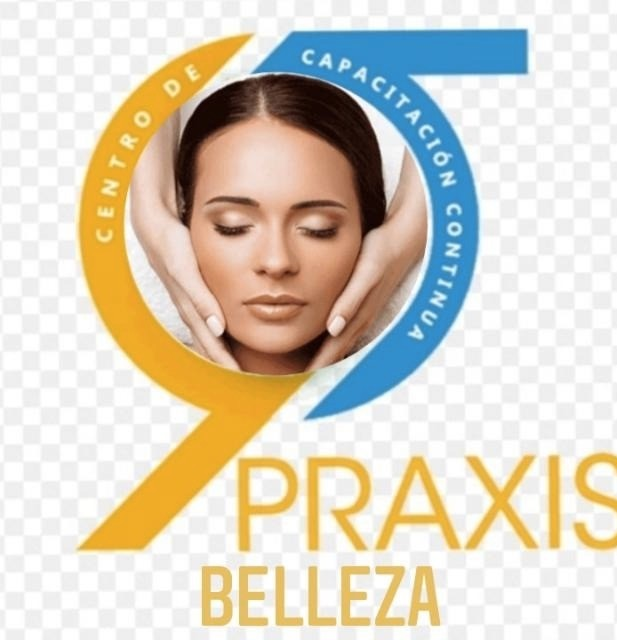 CENTRO DE
CAPACITACIÓN CONTINUA
PRAXIS
BELLEZA